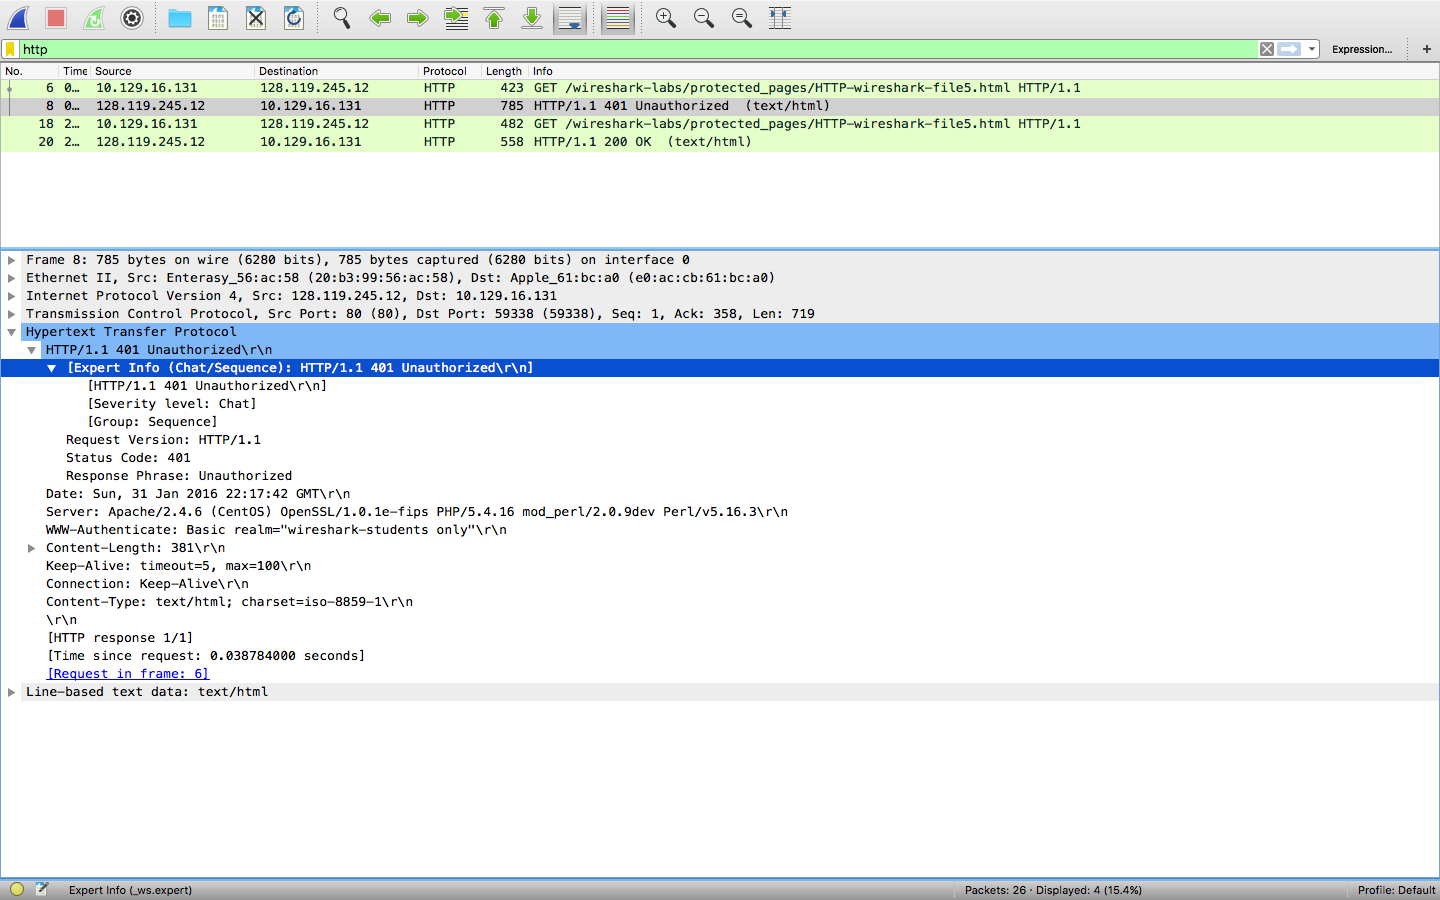 http
Expression...
+
No. Time Source Destination Protocol Length Info
6 0… 10.129.16.131 128.119.245.12 HTTP 423 GET /wireshark-labs/protected_pages/HTTP-wireshark-file5.html HTTP/1.1
8 0… 128.119.245.12 10.129.16.131 HTTP 785 HTTP/1.1 401 Unauthorized (text/html)
18 2… 10.129.16.131 128.119.245.12 HTTP 482 GET /wireshark-labs/protected_pages/HTTP-wireshark-file5.html HTTP/1.1
20 2… 128.119.245.12 10.129.16.131 HTTP 558 HTTP/1.1 200 OK (text/html)
Frame 8: 785 bytes on wire (6280 bits), 785 bytes captured (6280 bits) on interface 0
Ethernet II, Src: Enterasy_56:ac:58 (20:b3:99:56:ac:58), Dst: Apple_61:bc:a0 (e0:ac:cb:61:bc:a0)
Internet Protocol Version 4, Src: 128.119.245.12, Dst: 10.129.16.131
Transmission Control Protocol, Src Port: 80 (80), Dst Port: 59338 (59338), Seq: 1, Ack: 358, Len: 719
Hypertext Transfer Protocol
HTTP/1.1 401 Unauthorized\r\n
[Expert Info (Chat/Sequence): HTTP/1.1 401 Unauthorized\r\n]
[HTTP/1.1 401 Unauthorized\r\n]
[Severity level: Chat]
[Group: Sequence]
Request Version: HTTP/1.1
Status Code: 401
Response Phrase: Unauthorized
Date: Sun, 31 Jan 2016 22:17:42 GMT\r\n
Server: Apache/2.4.6 (CentOS) OpenSSL/1.0.1e-fips PHP/5.4.16 mod_perl/2.0.9dev Perl/v5.16.3\r\n
WWW-Authenticate: Basic realm="wireshark-students only"\r\n
Content-Length: 381\r\n
Keep-Alive: timeout=5, max=100\r\n
Connection: Keep-Alive\r\n
Content-Type: text/html; charset=iso-8859-1\r\n
\r\n
[HTTP response 1/1]
[Time since request: 0.038784000 seconds]
[Request in frame: 6]
Line-based text data: text/html
Expert Info (_ws.expert)
Packets: 26 · Displayed: 4 (15.4%)
Profile: Default